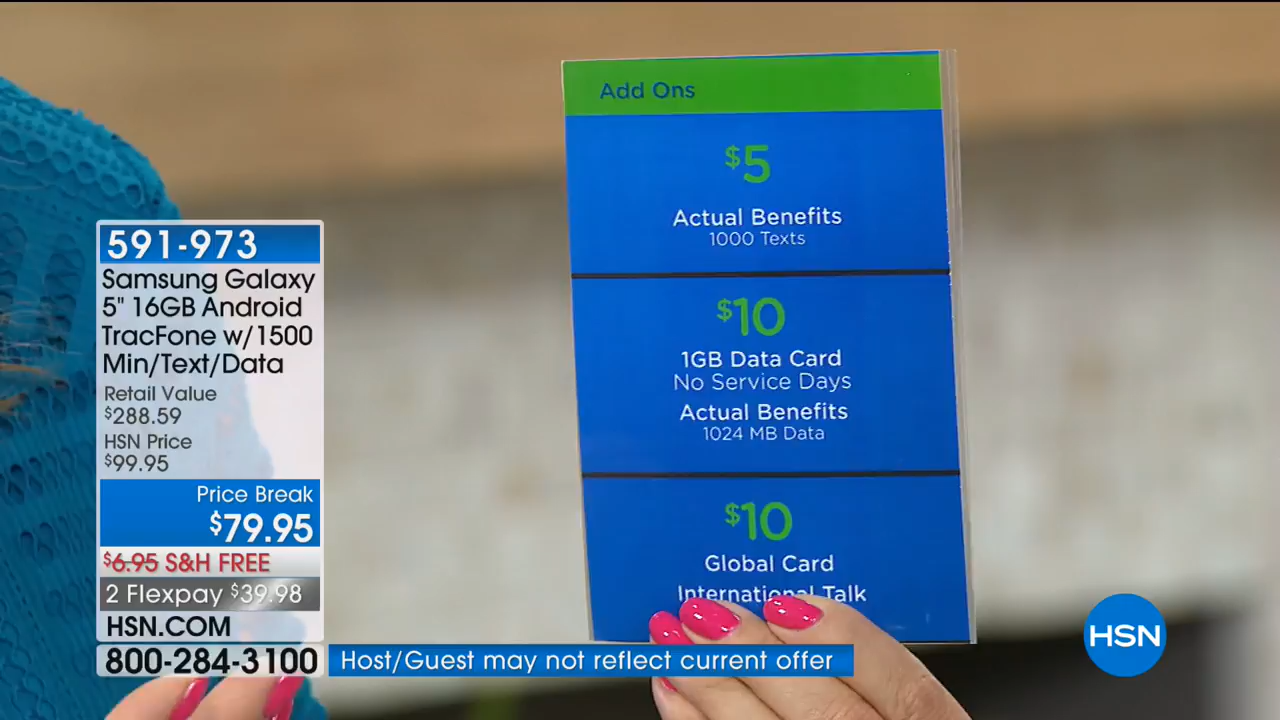 591-973
Samsung Galaxy
5" 16GB Android
TracFone w/1500
Min/Text/Data
Retail Value
$288.59
HSN Price
$99.95
Price Break
$79.95
$6.95 S&H FREE
2 Flexpay $39.98
HSN.COM
800-284-3100
Host/Guest may not reflect current offer
Add Ons
$5
Actual Benefits
1000 Texts
$10
1GB Data Card
No Service Days
Actual Benefits
1024 MB Data
$10
Global Card
International Talk
HSN